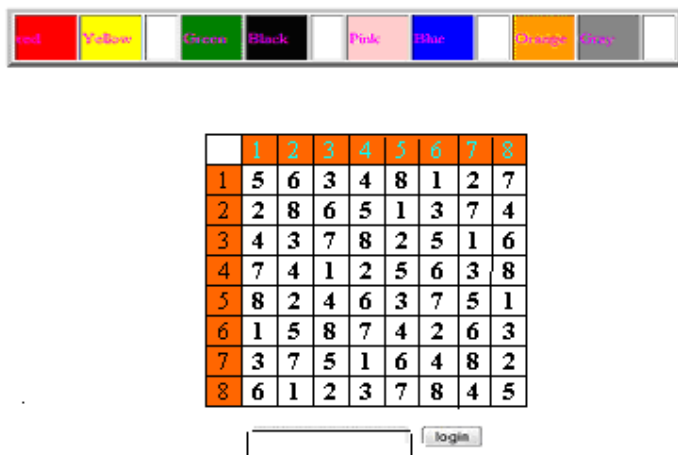 red Yellow Green Black Pink Blue Orange Gray
1 2 3 4 5 6 7 8
1 5 6 3 4 8 1 2 7
2 2 8 6 5 1 3 7 4
3 4 3 7 8 2 5 1 6
4 7 4 1 2 5 6 3 8
5 8 2 4 6 3 7 5 1
6 1 5 8 7 4 2 6 3
7 3 7 5 1 6 4 8 2
8 6 1 2 3 7 8 4 5
login